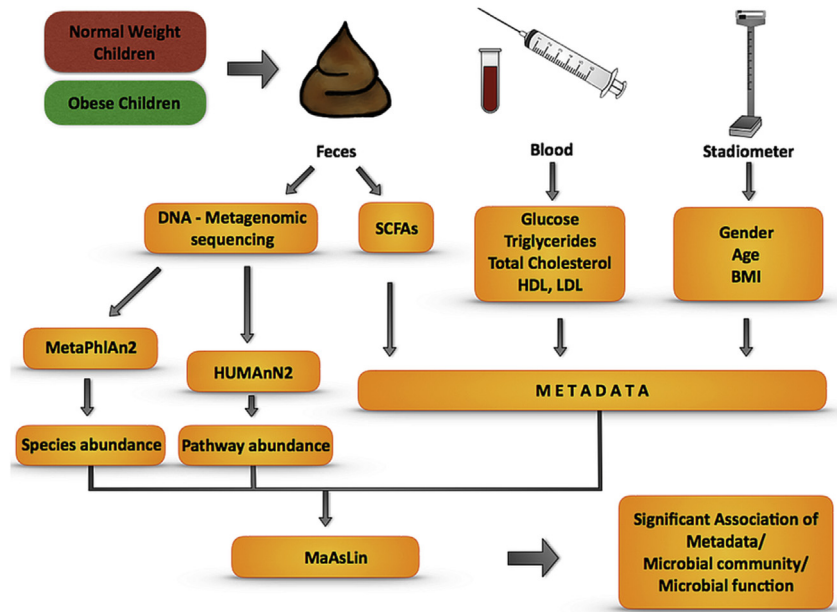 Normal Weight
Children
Obese Children
Feces
Blood
Stadiometer
DNA - Metagenomic
sequencing
SCFAs
Glucose
Triglycerides
Total Cholesterol
HDL, LDL
Gender
Age
BMI
MetaPhlAn2
HUMAnN2
METADATA
Species abundance
Pathway abundance
MaAsLin
Significant Association of
Metadata/
Microbial community/
Microbial function